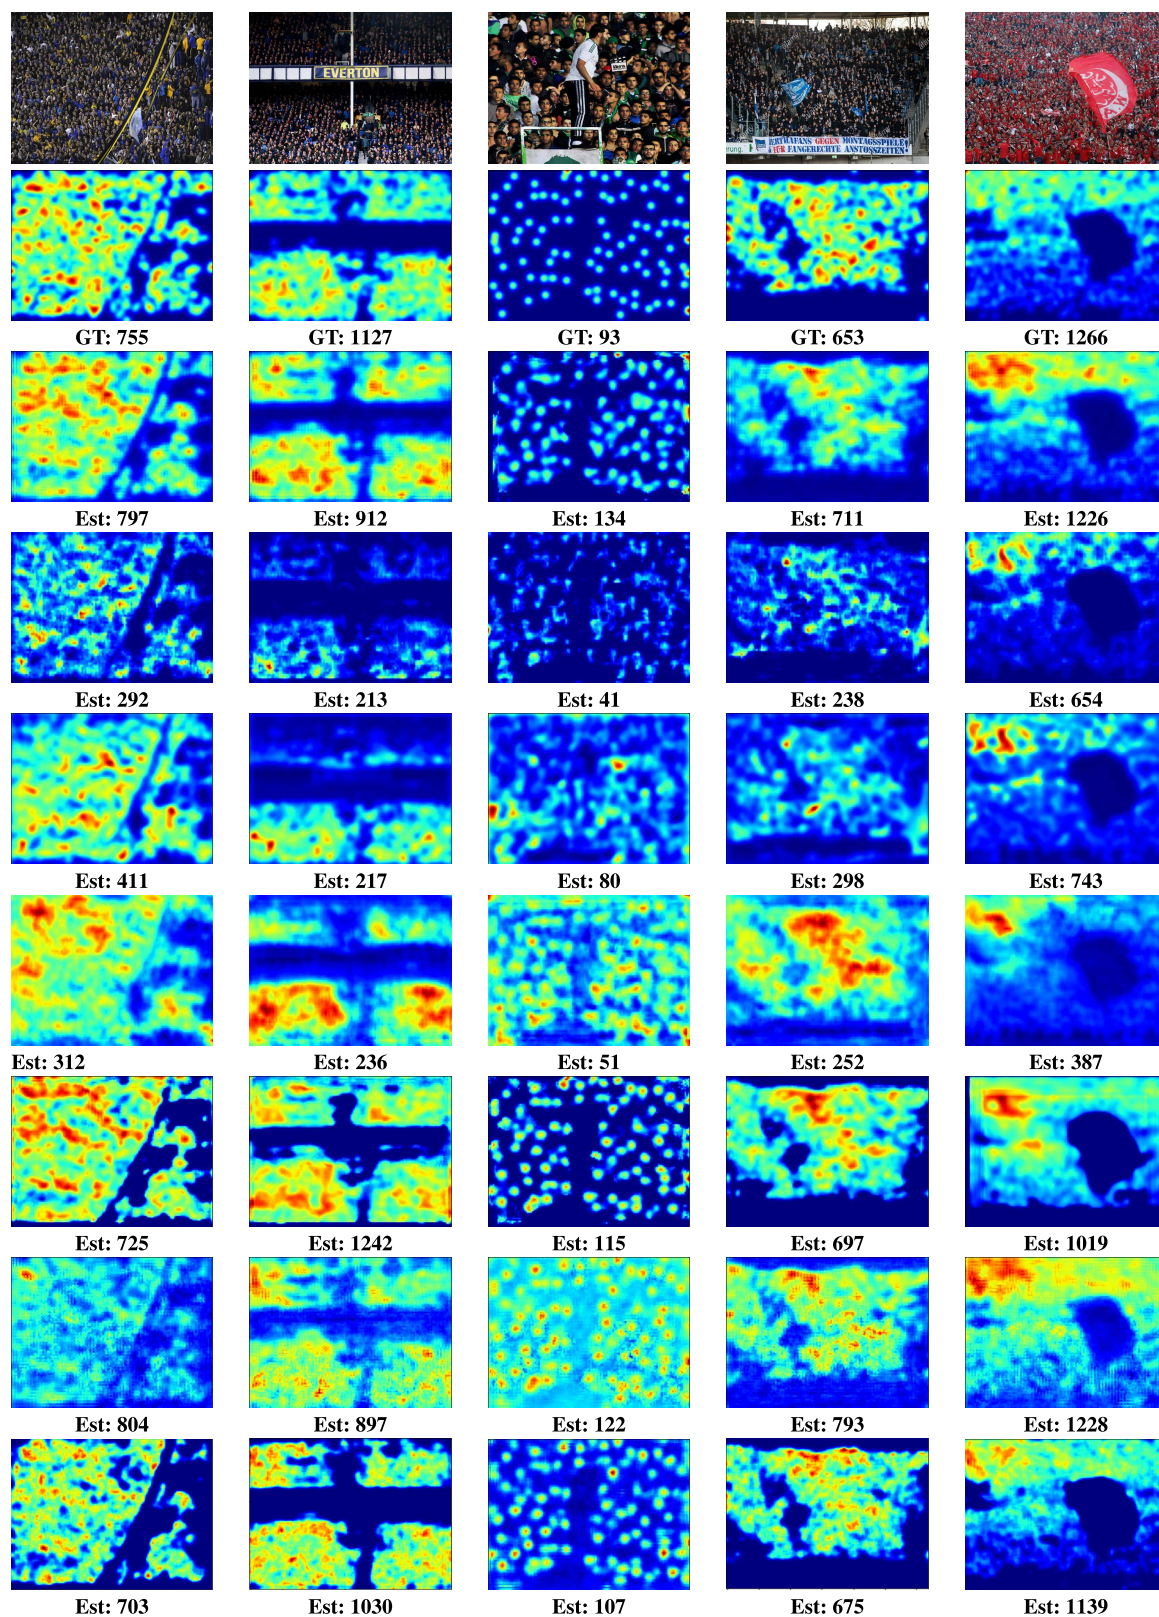 EVERTON
erung.
HERTHAFANS GEGEN MONTAGSSPIELE
FÜR FANGERECHTE ANSTOSSZEITEN!
GT: 755
GT: 1127
GT: 93
GT: 653
GT: 1266
Est: 797
Est: 912
Est: 134
Est: 711
Est: 1226
Est: 292
Est: 213
Est: 41
Est: 238
Est: 654
Est: 411
Est: 217
Est: 80
Est: 298
Est: 743
Est: 312
Est: 236
Est: 51
Est: 252
Est: 387
Est: 725
Est: 1242
Est: 115
Est: 697
Est: 1019
Est: 804
Est: 897
Est: 122
Est: 793
Est: 1228
Est: 703
Est: 1030
Est: 107
Est: 675
Est: 1139